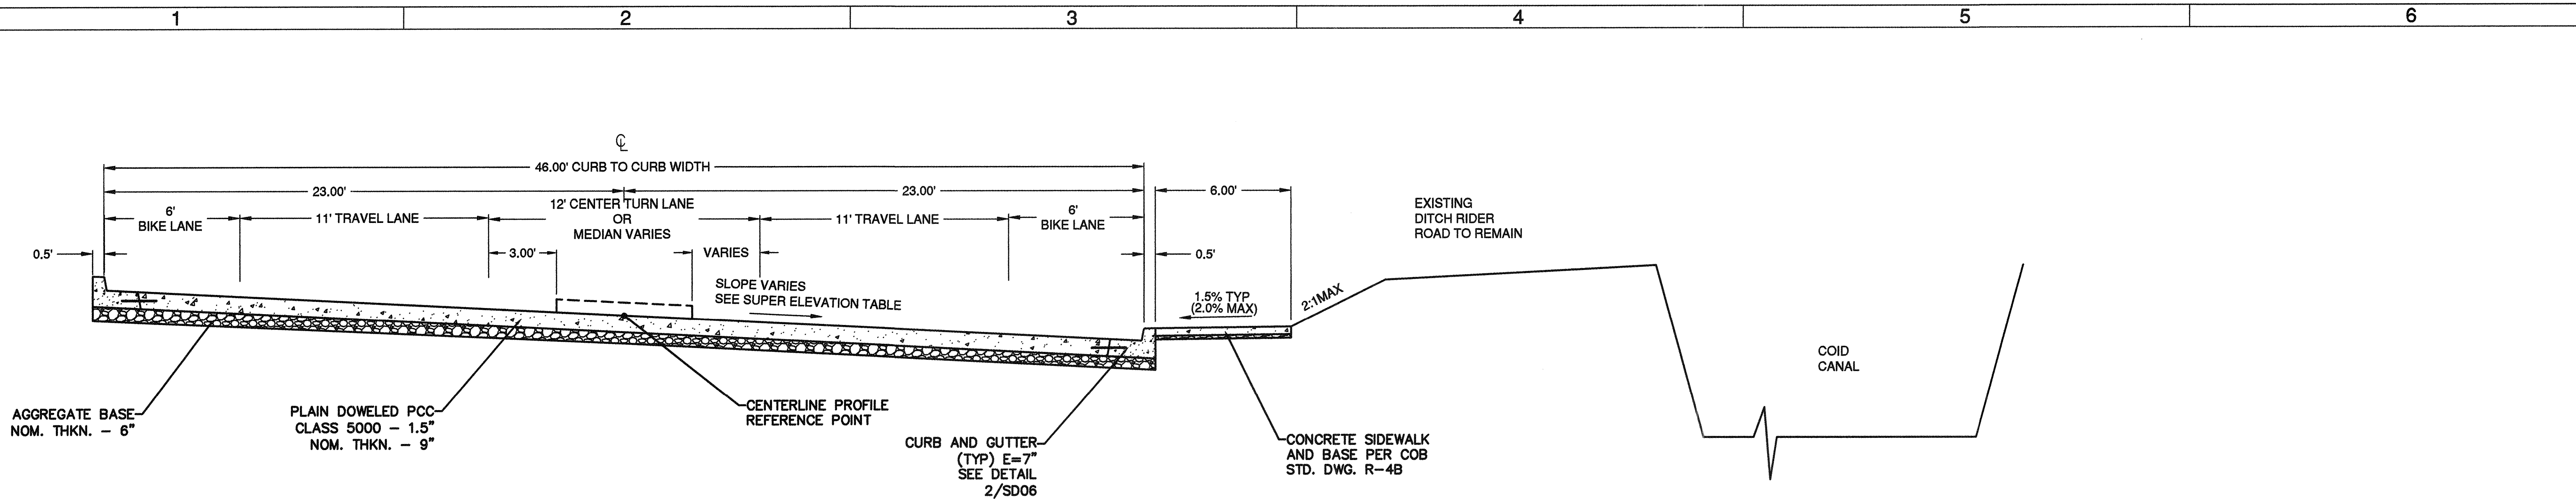 1 2 3 4 5 6
℄
46.00' CURB TO CURB WIDTH
23.00' 23.00' 6.00'
6'
BIKE LANE
11' TRAVEL LANE
12' CENTER TURN LANE
OR
MEDIAN VARIES
11' TRAVEL LANE
6'
BIKE LANE
0.5'
3.00'
VARIES
0.5'
SLOPE VARIES
SEE SUPER ELEVATION TABLE
1.5% TYP
(2.0% MAX)
2:1MAX
EXISTING
DITCH RIDER
ROAD TO REMAIN
COID
CANAL
AGGREGATE BASE
NOM. THKN. - 6"
PLAIN DOWELED PCC
CLASS 5000 - 1.5"
NOM. THKN. - 9"
CENTERLINE PROFILE
REFERENCE POINT
CURB AND GUTTER
(TYP) E=7"
SEE DETAIL
2/SD06
CONCRETE SIDEWALK
AND BASE PER COB
STD. DWG. R-4B